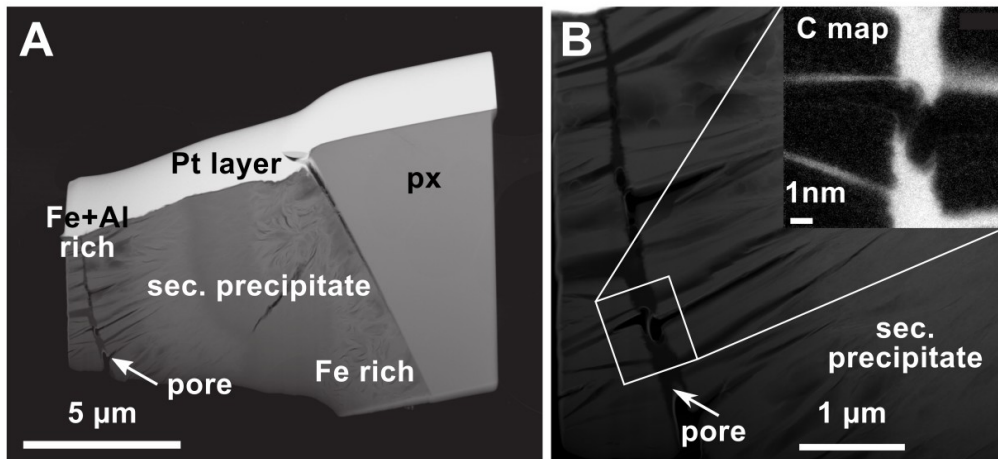 A
Pt layer
px
Fe+Al
rich
sec. precipitate
Fe rich
pore
5 µm
B
C map
1nm
sec.
precipitate
pore
1 µm